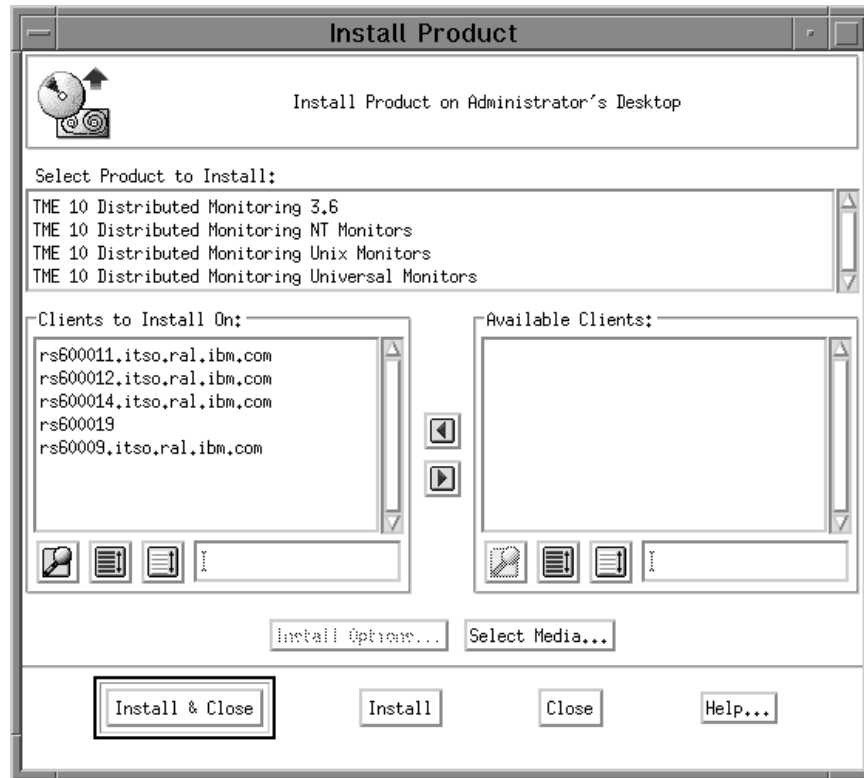 Install Product
Install Product on Administrator's Desktop
Select Product to Install:
TME 10 Distributed Monitoring 3.6
TME 10 Distributed Monitoring NT Monitors
TME 10 Distributed Monitoring Unix Monitors
TME 10 Distributed Monitoring Universal Monitors
Clients to Install On:
rs600011.itso.ral.ibm.com
rs600012.itso.ral.ibm.com
rs600014.itso.ral.ibm.com
rs600019
rs60009.itso.ral.ibm.com
Available Clients:
Install Options...
Select Media...
Install & Close
Install
Close
Help...